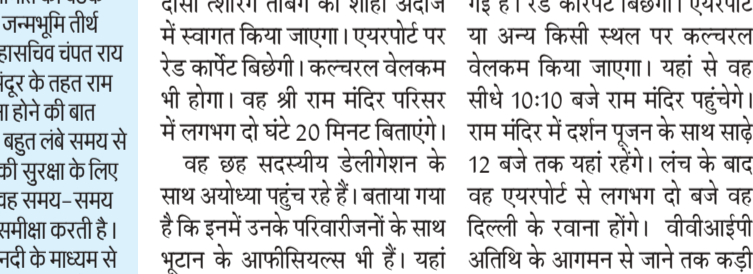 जन्मभूमि तीर्थ
हासचिव चंपत राय
के तहत राम
होने की बात
बहुत लंबे समय से
की सुरक्षा के लिए
वह समय-समय
समीक्षा करती है।
नदी के माध्यम से
का शाही अंदाज
में स्वागत किया जाएगा। एयरपोर्ट पर
रेड कार्पेट बिछेगी। कल्चरल वेलकम
भी होगा। वह श्री राम मंदिर परिसर
में लगभग दो घंटे 20 मिनट बिताएंगे।
वह छह सदस्यीय डेलीगेशन के
साथ अयोध्या पहुंच रहे हैं। बताया गया
है कि इनमें उनके परिवारीजनों के साथ
भूटान के आफीसियल्स भी हैं। यहां
गई है। रेड कारपेट बिछेगी। एयरपोर्ट
या अन्य किसी स्थल पर कल्चरल
वेलकम किया जाएगा। यहां से वह
सीधे 10:10 बजे राम मंदिर पहुंचेगे।
राम मंदिर में दर्शन पूजन के साथ साढ़े
12 बजे तक यहां रहेंगे। लंच के बाद
वह एयरपोर्ट से लगभग दो बजे वह
दिल्ली के रवाना होंगे। वीवीआईपी
अतिथि के आगमन से जाने तक कड़ी